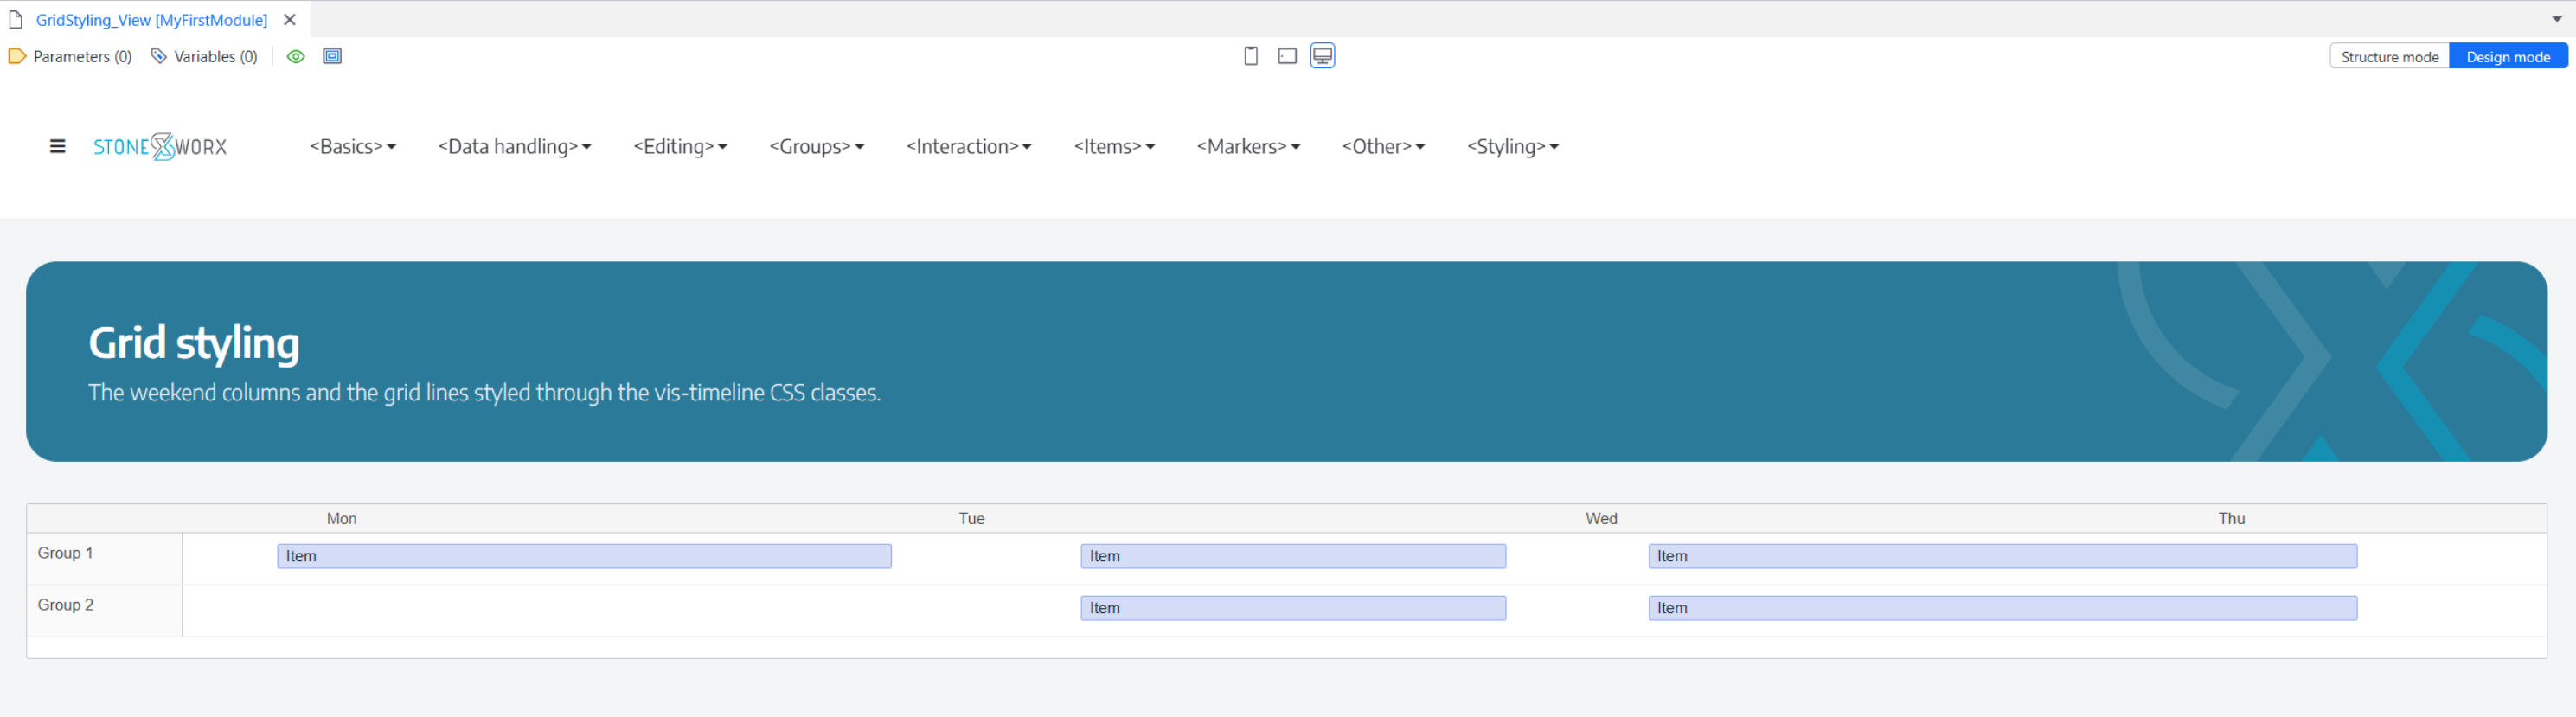 GridStyling_View [MyFirstModule]
Parameters (0) Variables (0) Structure mode Design mode
STONEWORX <Basics> <Data handling> <Editing> <Groups> <Interaction> <Items> <Markers> <Other> <Styling>
Grid styling
The weekend columns and the grid lines styled through the vis-timeline CSS classes.
Mon Tue Wed Thu
Group 1 Item Item Item
Group 2 Item Item